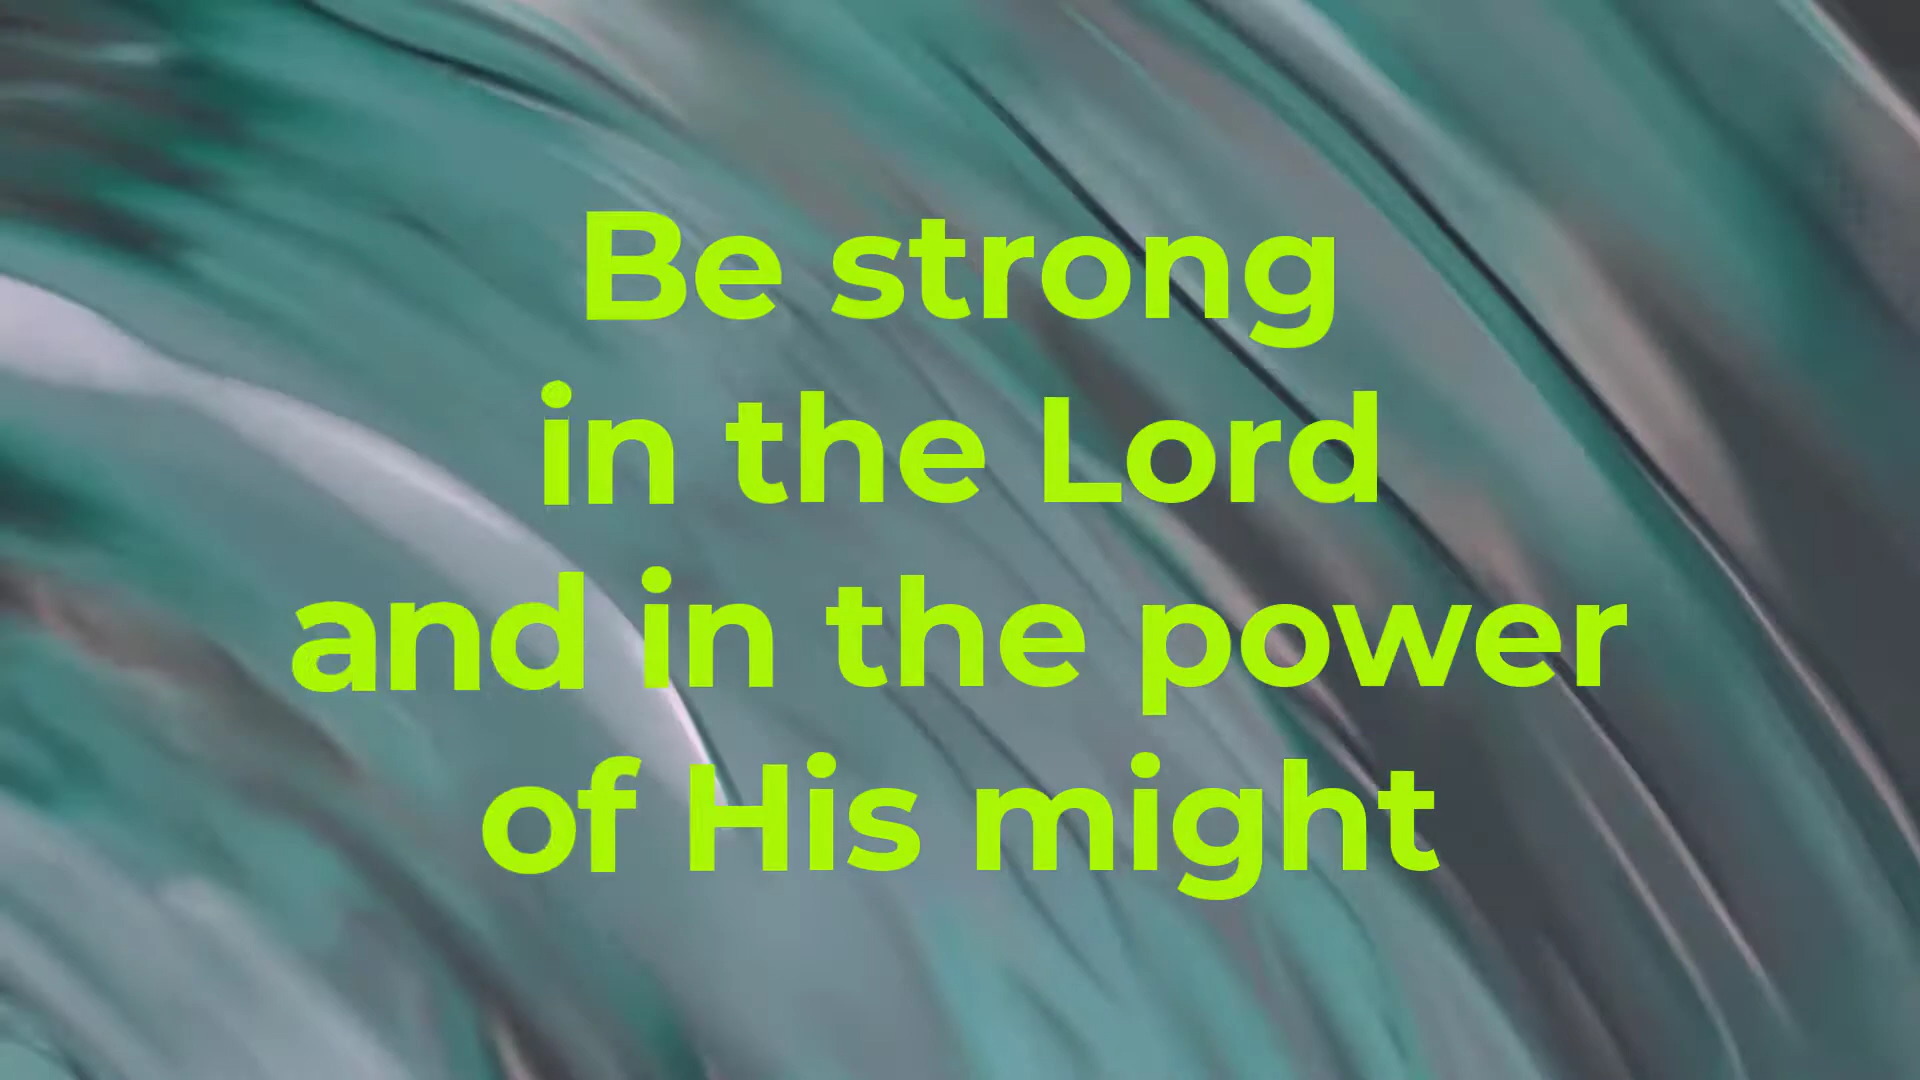 Be strong
in the Lord
and in the power
of His might